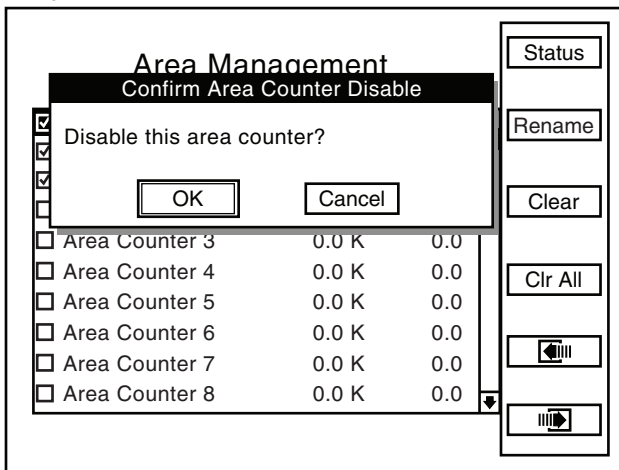 Area Management
Confirm Area Counter Disable
Disable this area counter?
OK Cancel
Area Counter 3 0.0 K 0.0
Area Counter 4 0.0 K 0.0
Area Counter 5 0.0 K 0.0
Area Counter 6 0.0 K 0.0
Area Counter 7 0.0 K 0.0
Area Counter 8 0.0 K 0.0
Status
Rename
Clear
Clr All